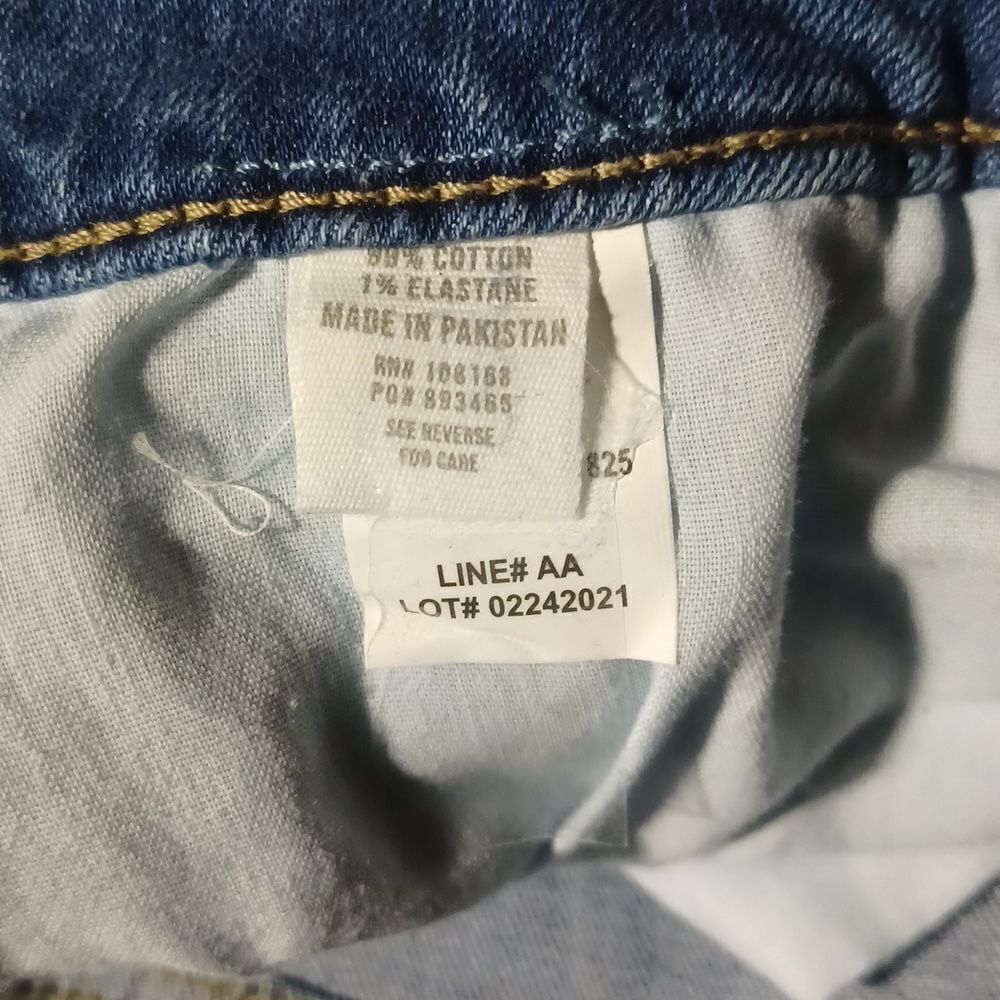 99% COTTON
1% ELASTANE
MADE IN PAKISTAN
RN# 106168
PO# 893465
SEE REVERSE
FOR CARE
825
LINE# AA
LOT# 02242021